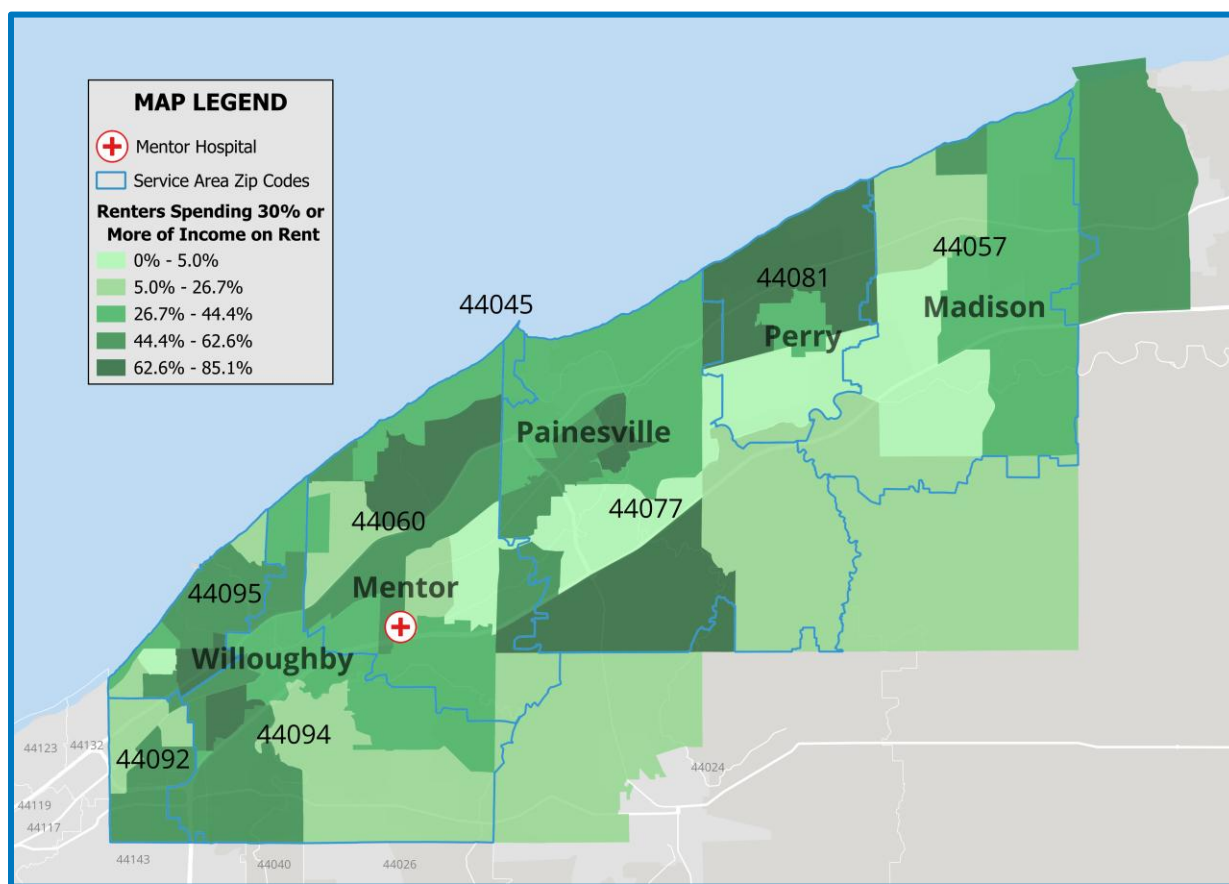 MAP LEGEND
Mentor Hospital
Service Area Zip Codes
Renters Spending 30% or
More of Income on Rent
0% - 5.0%
5.0% - 26.7%
26.7% - 44.4%
44.4% - 62.6%
62.6% - 85.1%
44057
Madison
44081
Perry
44045
Painesville
44077
44060
Mentor
44095
Willoughby
44094
44092
44123
44132
44119
44117
44143
44040
44026
44024